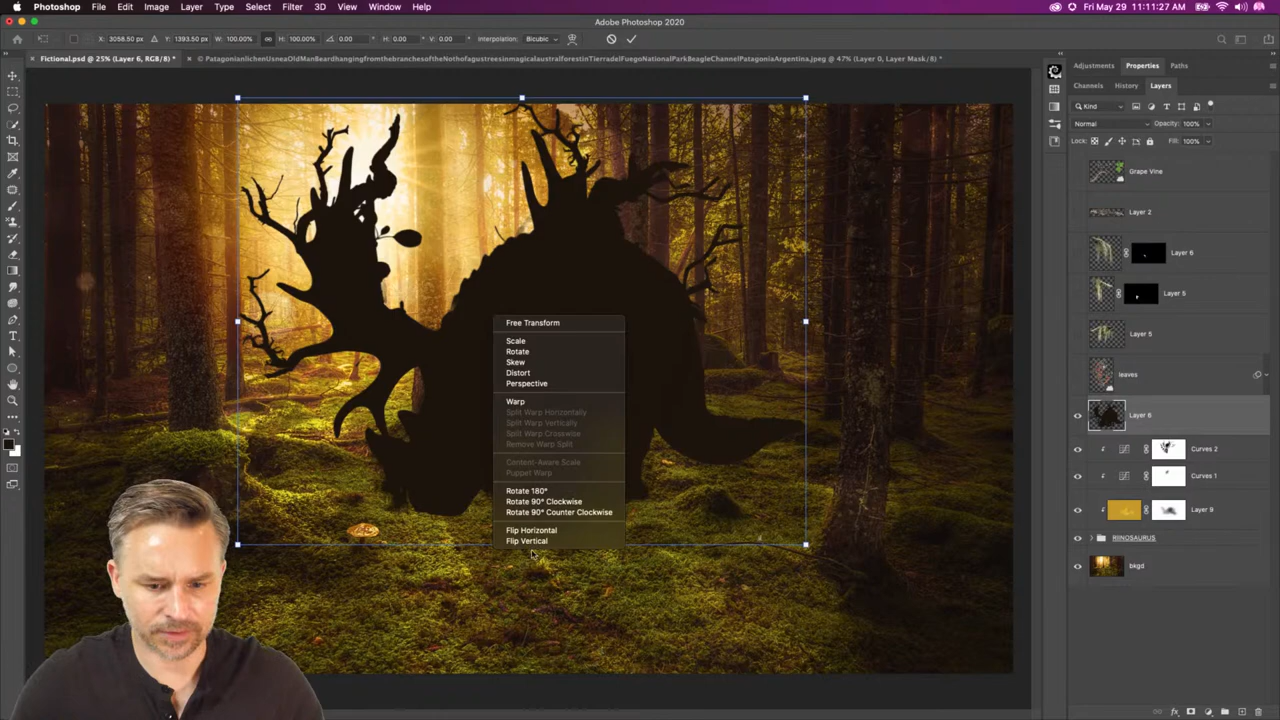 Photoshop File Edit Image Layer Type Select Filter 3D View Window Help
Fri May 29 11:11:27 AM
Adobe Photoshop 2020
X: 3058.50 px Y: 1393.50 px W: 100.00% H: 100.00% 0.00 H: 0.00 V: 0.00 Interpolation: Bicubic
Fictional.psd @ 25% (Layer 6, RGB/8) *
© PatagonianlichenUsneaOldManBeardhangingfromthebranchesoftheNothofagustreesinmagicalaustralforestinTierradelFuegoNationalParkBeagleChannelPatagoniaArgentina.jpeg @ 47% (Layer 0, Layer Mask/8) *
Adjustments Properties Paths
Channels History Layers
Kind
Normal Opacity: 100%
Lock: Fill: 100%
Grape Vine
Layer 2
Layer 6
Layer 5
Layer 5
leaves
Layer 6
Curves 2
Curves 1
Layer 9
RIINOSAURUS
bkgd
Free Transform
Scale
Rotate
Skew
Distort
Perspective
Warp
Split Warp Horizontally
Split Warp Vertically
Split Warp Crosswise
Remove Warp Split
Content-Aware Scale
Puppet Warp
Rotate 180°
Rotate 90° Clockwise
Rotate 90° Counter Clockwise
Flip Horizontal
Flip Vertical